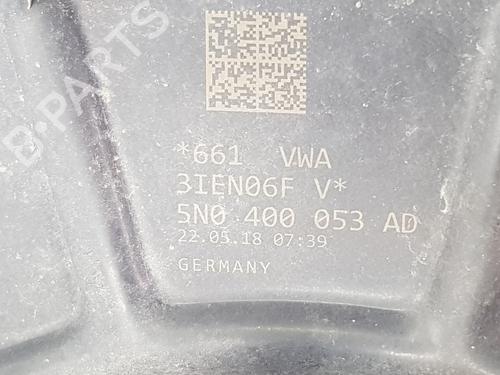 B-PARTS
*661 VWA
3IEN06F V*
5N0 400 053 AD
22.05.18 07:39
GERMANY